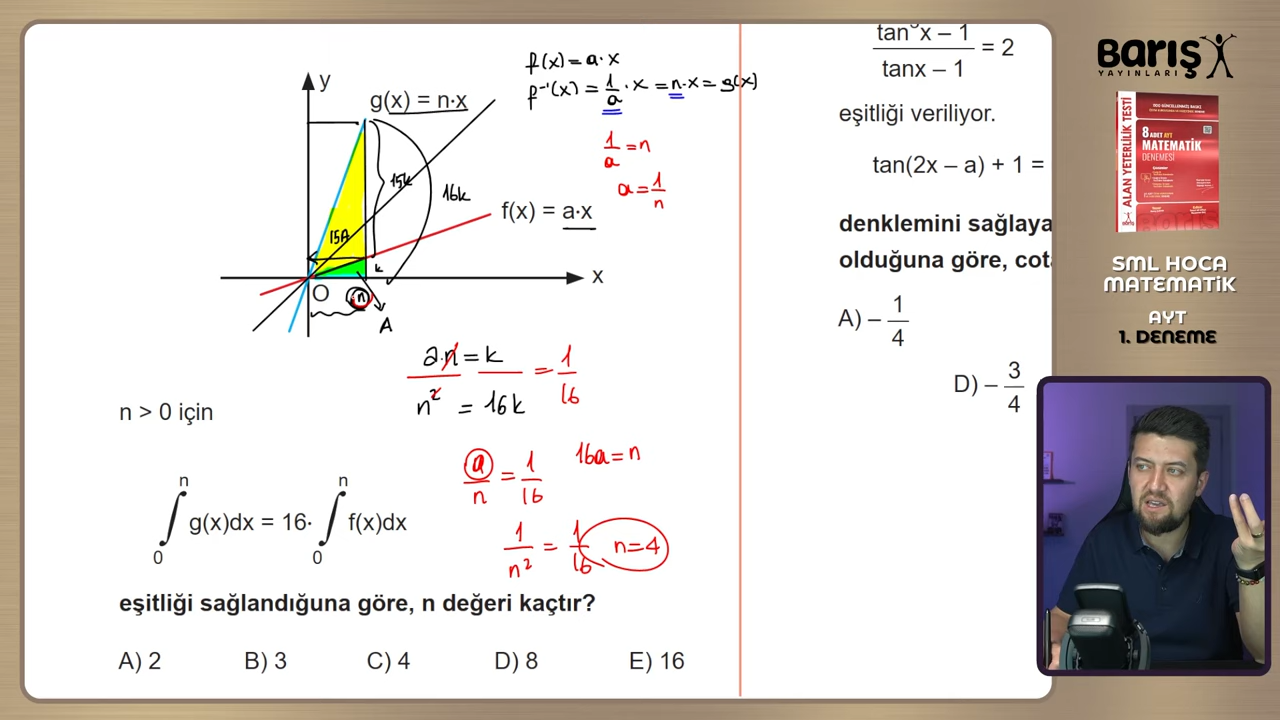 y
g(x) = n·x
f(x) = a·x
f⁻¹(x) = 1/a · x = n·x = g(x)
1/a = n
a = 1/n
15k
16k
15A
k
f(x) = a·x
x
O
n
A
a·n = k
n² = 16k
= 1/16
n > 0 için
a/n = 1/16
16a = n
∫₀ⁿ g(x)dx = 16· ∫₀ⁿ f(x)dx
1/n² = 1/16
n=4
eşitliği sağlandığına göre, n değeri kaçtır?
A) 2 B) 3 C) 4 D) 8 E) 16
tan³x – 1
tanx – 1
= 2
eşitliği veriliyor.
tan(2x – a) + 1 =
denklemini sağlaya
olduğuna göre, cota
A) – 1/4
D) – 3/4
BARIŞ
YAYINLARI
ALAN YETERLİLİK TESTİ
8 ADET AYT
MATEMATİK
DENEMESİ
BARIŞ
SML HOCA
MATEMATİK
AYT
1. DENEME